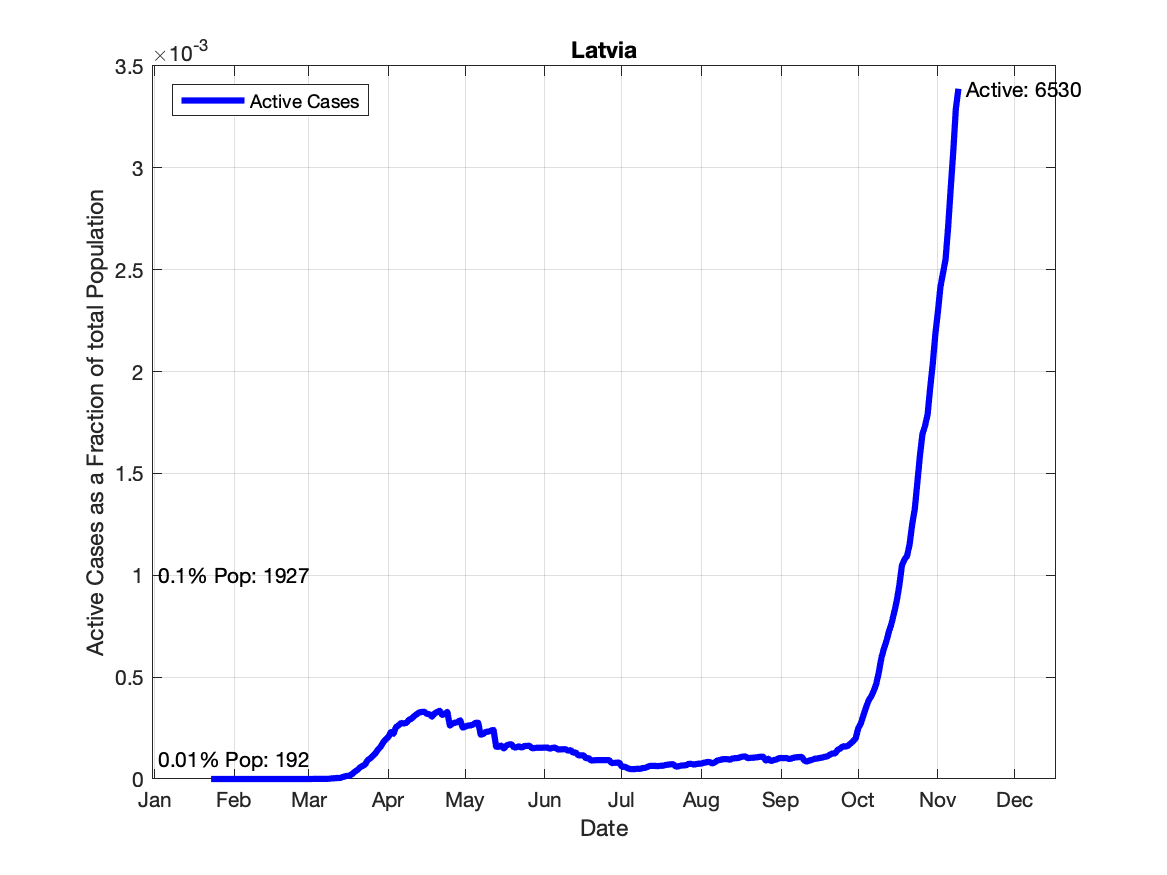 Latvia
×10-3
Active Cases
Active: 6530
3.5
3
2.5
2
1.5
1
0.5
0
0.1% Pop: 1927
0.01% Pop: 192
Active Cases as a Fraction of total Population
Jan Feb Mar Apr May Jun Jul Aug Sep Oct Nov Dec
Date